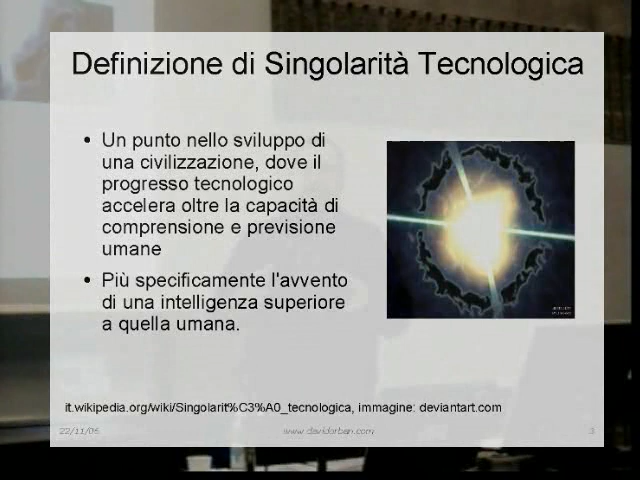 Definizione di Singolarità Tecnologica
• Un punto nello sviluppo di
una civilizzazione, dove il
progresso tecnologico
accelera oltre la capacità di
comprensione e previsione
umane
• Più specificamente l'avvento
di una intelligenza superiore
a quella umana.
it.wikipedia.org/wiki/Singolarit%C3%A0_tecnologica, immagine: deviantart.com
22/11/06
www.davidorban.com
3